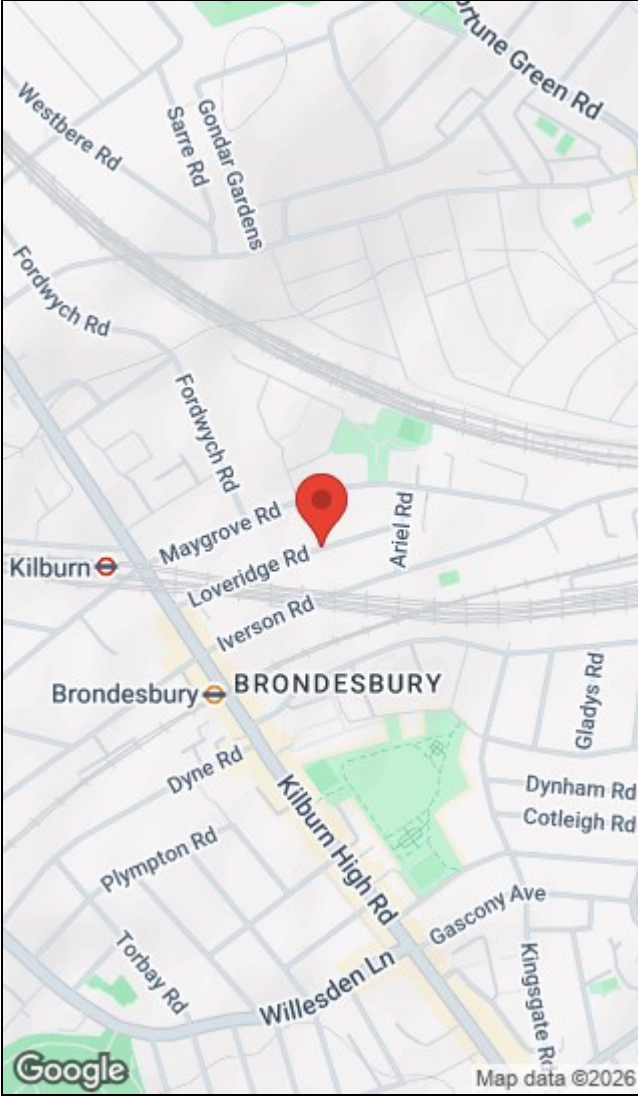 ortune Green Rd
Westbere Rd
Sarre Rd
Gondar Gardens
Fordwych Rd
Fordwych Rd
Maygrove Rd
Ariel Rd
Kilburn
Loveridge Rd
Iverson Rd
Brondesbury
BRONDESBURY
Gladys Rd
Dyne Rd
Dynham Rd
Kilburn High Rd
Cotleigh Rd
Plympton Rd
Gascony Ave
Torbay Rd
Willesden Ln
Kingsgate Rd
Google
Map data ©2026